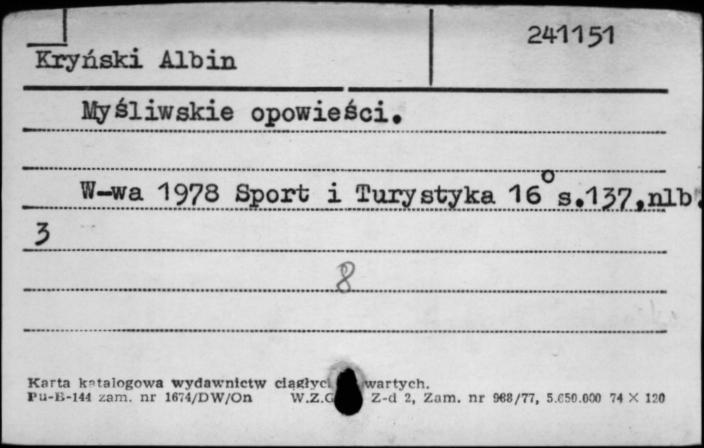 241151
Kryński Albin
Myśliwskie opowieści.
W-wa 1978 Sport i Turystyka 16° s.137,nlb.
3
8
Karta katalogowa wydawnictw ciągłyc wartych.
Pu-B-144 zam. nr 1674/DW/On W.Z.G Z-d 2, Zam. nr 968/77, 5.650.000 74 X 120